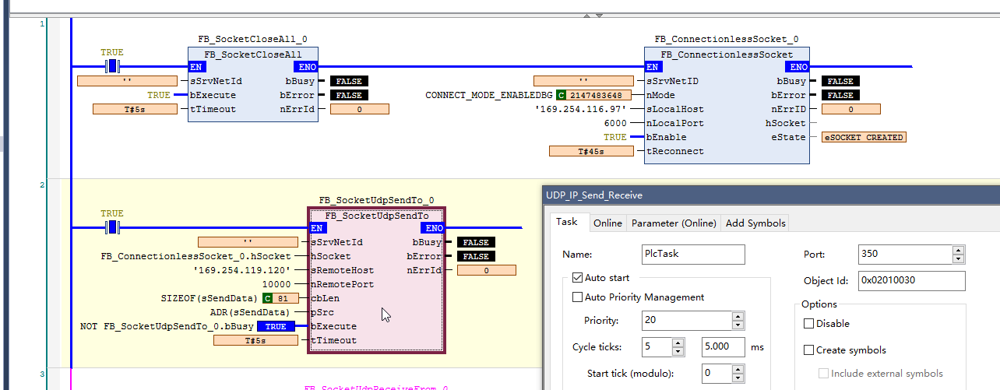 1
FB_SocketCloseAll_0
FB_ConnectionlessSocket_0
TRUE
FB_SocketCloseAll
FB_ConnectionlessSocket
EN ENO
EN ENO
'' sSrvNetId bBusy FALSE
'' sSrvNetID bBusy FALSE
TRUE bExecute bError FALSE
CONNECT_MODE_ENABLEDBG C 2147483648 nMode bError FALSE
T#5s tTimeout nErrId 0
'169.254.116.97' sLocalHost nErrID 0
6000 nLocalPort hSocket
TRUE bEnable eState eSOCKET_CREATED
T#45s tReconnect
2
FB_SocketUdpSendTo_0
TRUE
FB_SocketUdpSendTo
EN ENO
'' sSrvNetId bBusy FALSE
FB_ConnectionlessSocket_0.hSocket hSocket bError FALSE
'169.254.119.120' sRemoteHost nErrId 0
10000 nRemotePort
SIZEOF(sSendData) C 81 cbLen
ADR(sSendData) pSrc
NOT FB_SocketUdpSendTo_0.bBusy TRUE bExecute
T#5s tTimeout
3
FB_SocketUdpReceiveFrom_0
UDP_IP_Send_Receive
Task Online Parameter (Online) Add Symbols
Name: PlcTask Port: 350
Auto start Object Id: 0x02010030
Auto Priority Management Options
Priority: 20 Disable
Cycle ticks: 5 5.000 ms Create symbols
Start tick (modulo): 0 Include external symbols